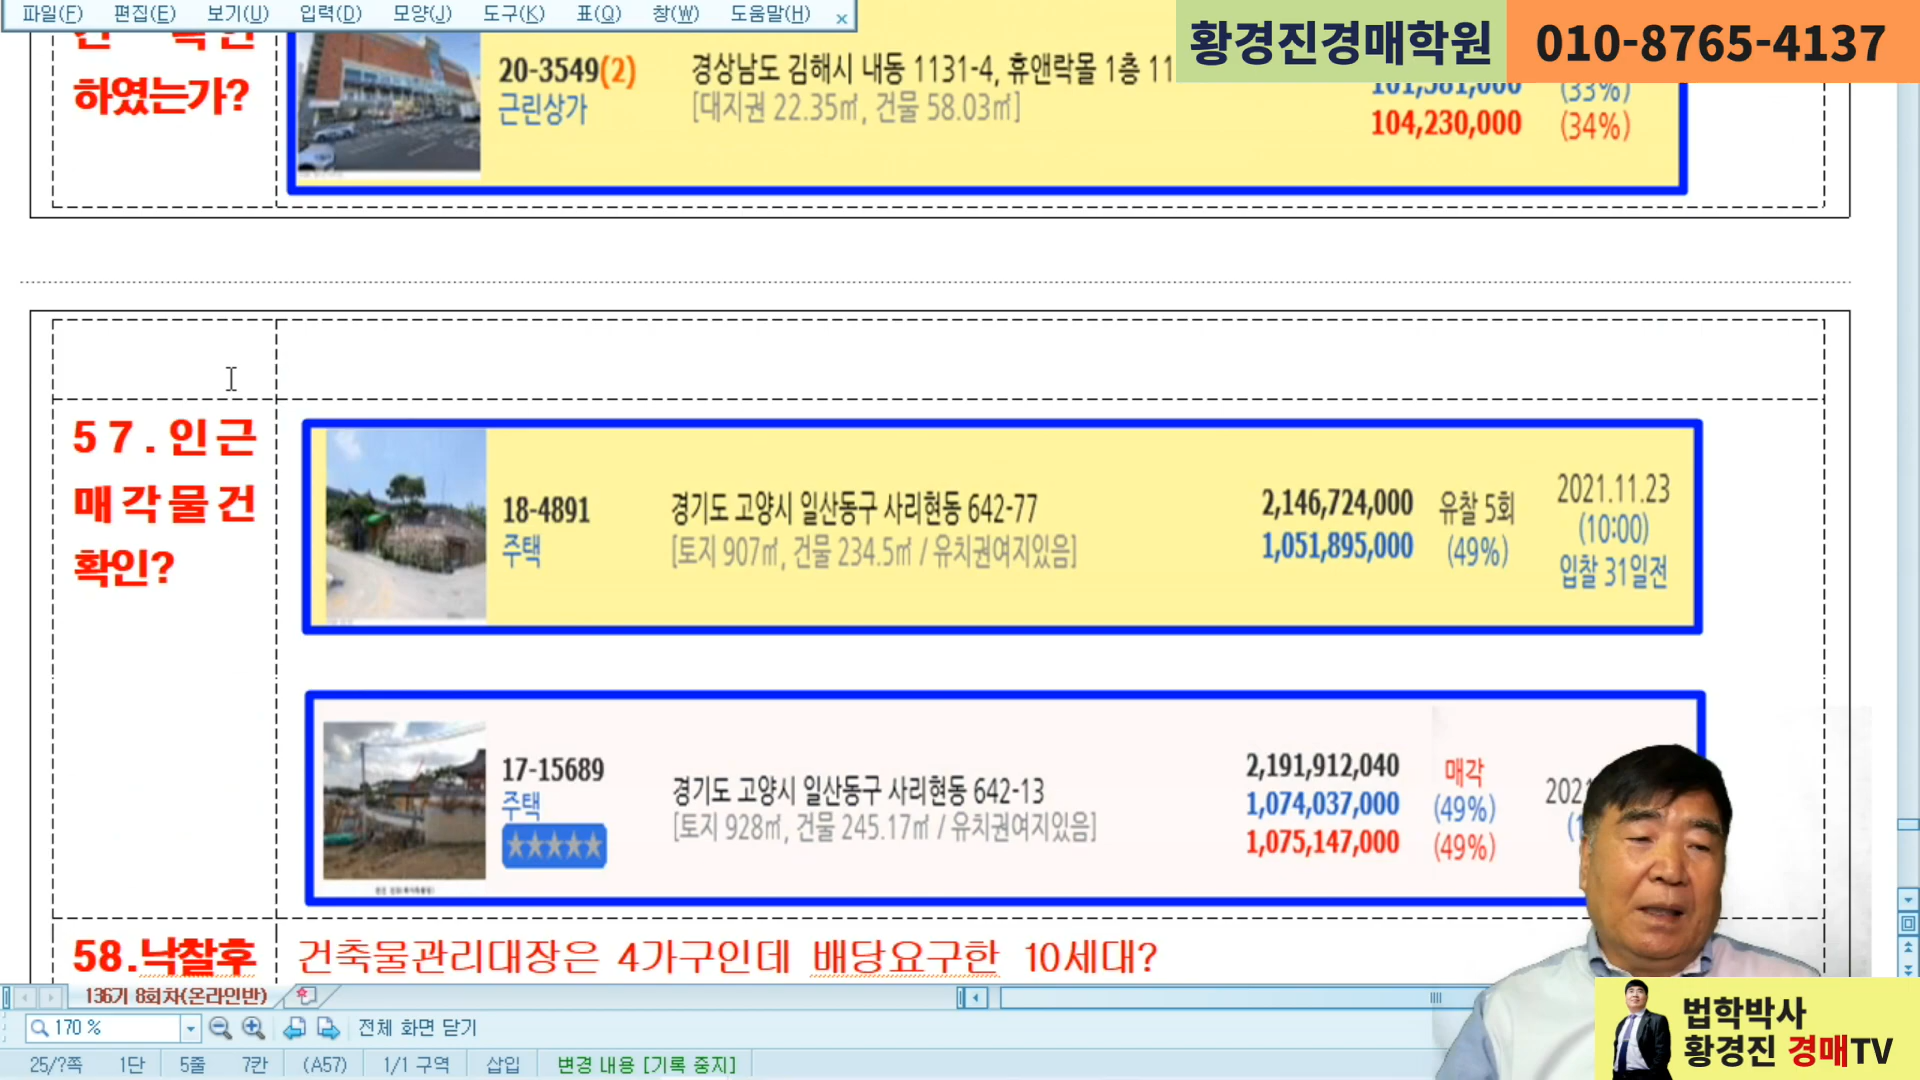 파일(F) 편집(E) 보기(U) 입력(D) 모양(J) 도구(K) 표(Q) 창(W) 도움말(H) x
황경진경매학원 010-8765-4137
하였는가?
20-3549(2)
근린상가
경상남도 김해시 내동 1131-4, 휴앤락몰 1층 11
[대지권 22.35㎡, 건물 58.03㎡]
101,381,000 (33%)
104,230,000 (34%)
57.인근
매각물건
확인?
18-4891
주택
경기도 고양시 일산동구 사리현동 642-77
[토지 907㎡, 건물 234.5㎡ / 유치권여지있음]
2,146,724,000
1,051,895,000
유찰 5회
(49%)
2021.11.23
(10:00)
입찰 31일전
17-15689
주택
★★★★★
경기도 고양시 일산동구 사리현동 642-13
[토지 928㎡, 건물 245.17㎡ / 유치권여지있음]
2,191,912,040
1,074,037,000
1,075,147,000
매각
(49%)
(49%)
202
58.낙찰후
건축물관리대장은 4가구인데 배당요구한 10세대?
136기 8회차(온라인반)
170 %
전체 화면 닫기
25/?쪽 1단 5줄 7칸 (A57) 1/1 구역 삽입 변경 내용 [기록 중지]
법학박사
황경진 경매TV